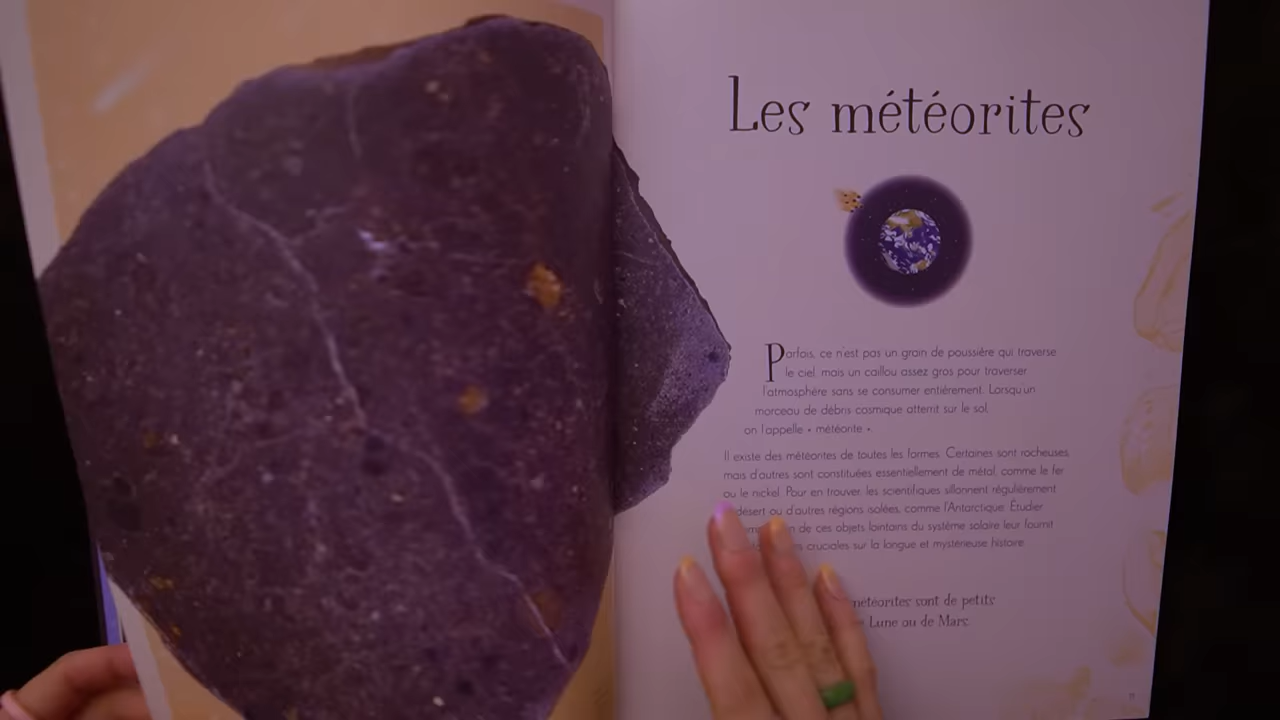 Les météorites
Parfois, ce n'est pas un grain de poussière qui traverse
le ciel, mais un caillou assez gros pour traverser
l'atmosphère sans se consumer entièrement. Lorsqu'un
morceau de débris cosmique atterrit sur le sol,
on l'appelle « météorite ».
Il existe des météorites de toutes les formes. Certaines sont rocheuses,
mais d'autres sont constituées essentiellement de métal, comme le fer
ou le nickel. Pour en trouver, les scientifiques sillonnent régulièrement
désert ou d'autres régions isolées, comme l'Antarctique. Étudier
de ces objets lointains du système solaire leur fournit
cruciales sur la longue et mystérieuse histoire
météorites sont de petits
Lune ou de Mars.